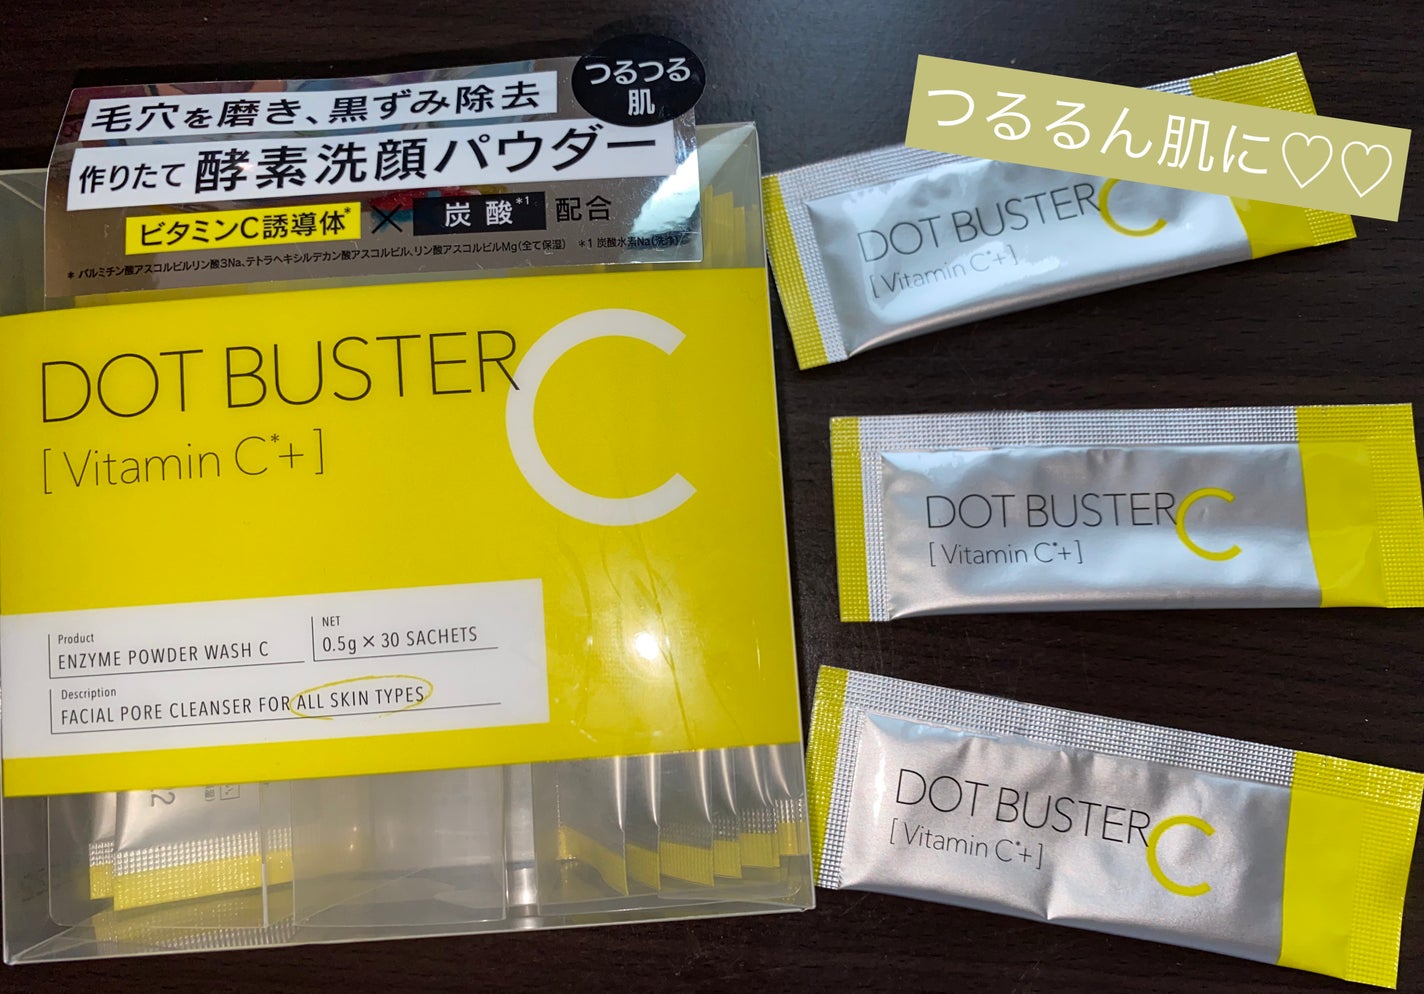 つるつる
肌
毛穴を磨き、黒ずみ除去
作りたて 酵素洗顔パウダー
ビタミンC誘導体* × 炭酸*1 配合
* パルミチン酸アスコルビルリン酸3Na、テトラヘキシルデカン酸アスコルビル、リン酸アスコルビルMg(全て保湿) *1 炭酸水素Na(洗浄)
DOT BUSTER C
[ Vitamin C*+ ]
Product
ENZYME POWDER WASH C
NET
0.5g × 30 SACHETS
Description
FACIAL PORE CLEANSER FOR ALL SKIN TYPES
つるるん肌に♡♡
DOT BUSTER C
[ Vitamin C*+ ]
DOT BUSTER C
[ Vitamin C*+ ]
DOT BUSTER C
[ Vitamin C*+ ]